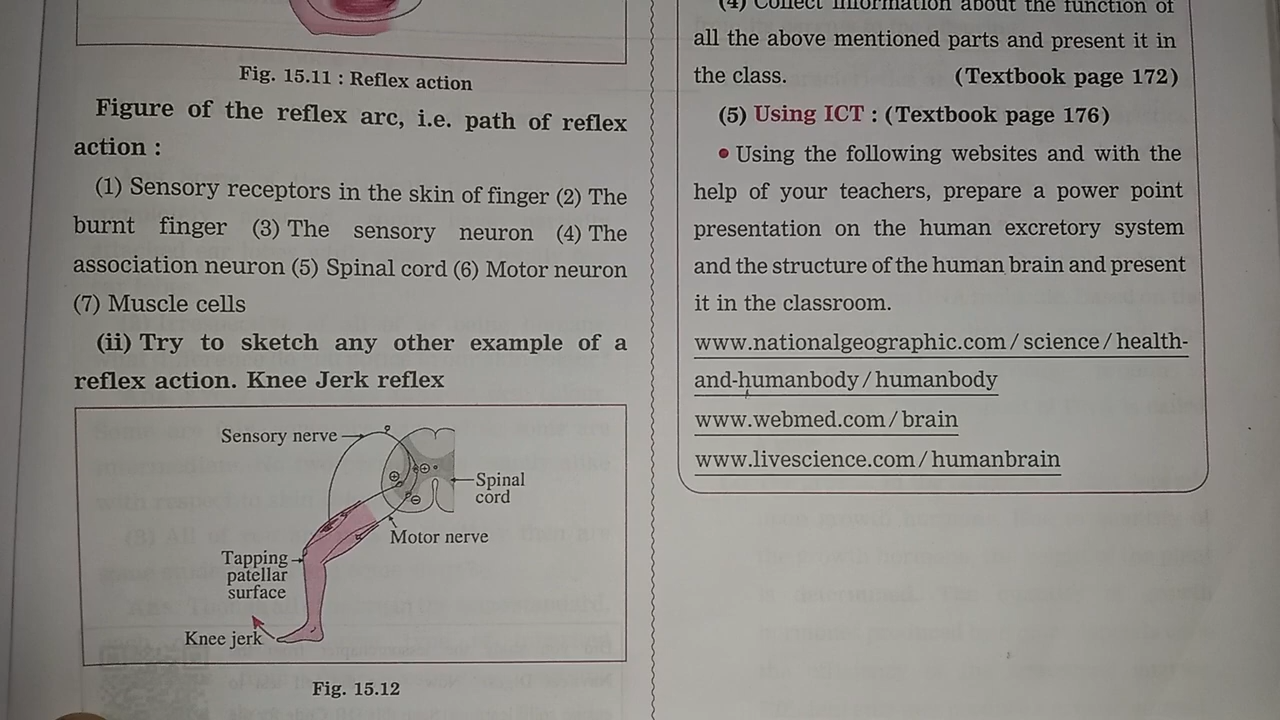 Fig. 15.11 : Reflex action
Figure of the reflex arc, i.e. path of reflex
action :
(1) Sensory receptors in the skin of finger (2) The
burnt finger (3) The sensory neuron (4) The
association neuron (5) Spinal cord (6) Motor neuron
(7) Muscle cells
(ii) Try to sketch any other example of a
reflex action. Knee Jerk reflex
Sensory nerve
Spinal
cord
Motor nerve
Tapping
patellar
surface
Knee jerk
Fig. 15.12
(4) Collect information about the function of
all the above mentioned parts and present it in
the class. (Textbook page 172)
(5) Using ICT : (Textbook page 176)
• Using the following websites and with the
help of your teachers, prepare a power point
presentation on the human excretory system
and the structure of the human brain and present
it in the classroom.
www.nationalgeographic.com/science/health-
and-humanbody/humanbody
www.webmed.com/brain
www.livescience.com/humanbrain